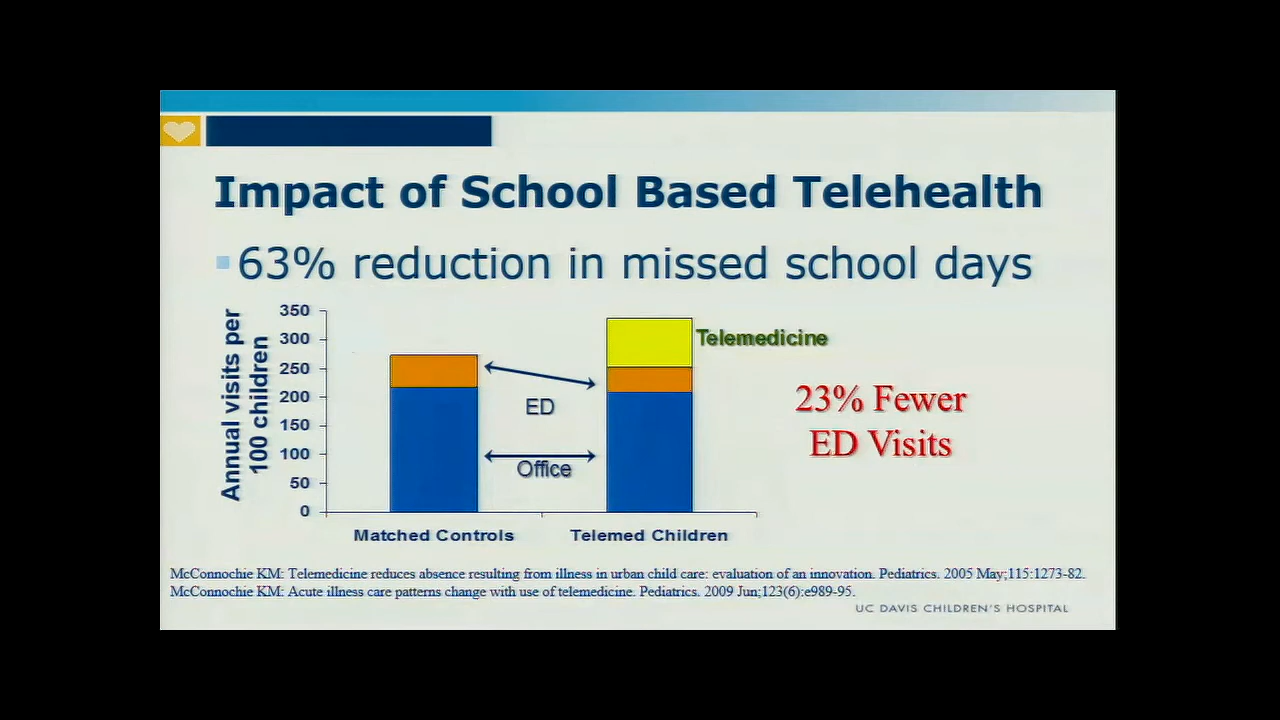 Impact of School Based Telehealth
63% reduction in missed school days
Annual visits per
100 children
350
300
250
200
150
100
50
0
Telemedicine
ED
Office
23% Fewer
ED Visits
Matched Controls
Telemed Children
McConnochie KM: Telemedicine reduces absence resulting from illness in urban child care: evaluation of an innovation. Pediatrics. 2005 May;115:1273-82.
McConnochie KM: Acute illness care patterns change with use of telemedicine. Pediatrics. 2009 Jun;123(6):e989-95.
UC DAVIS CHILDREN'S HOSPITAL